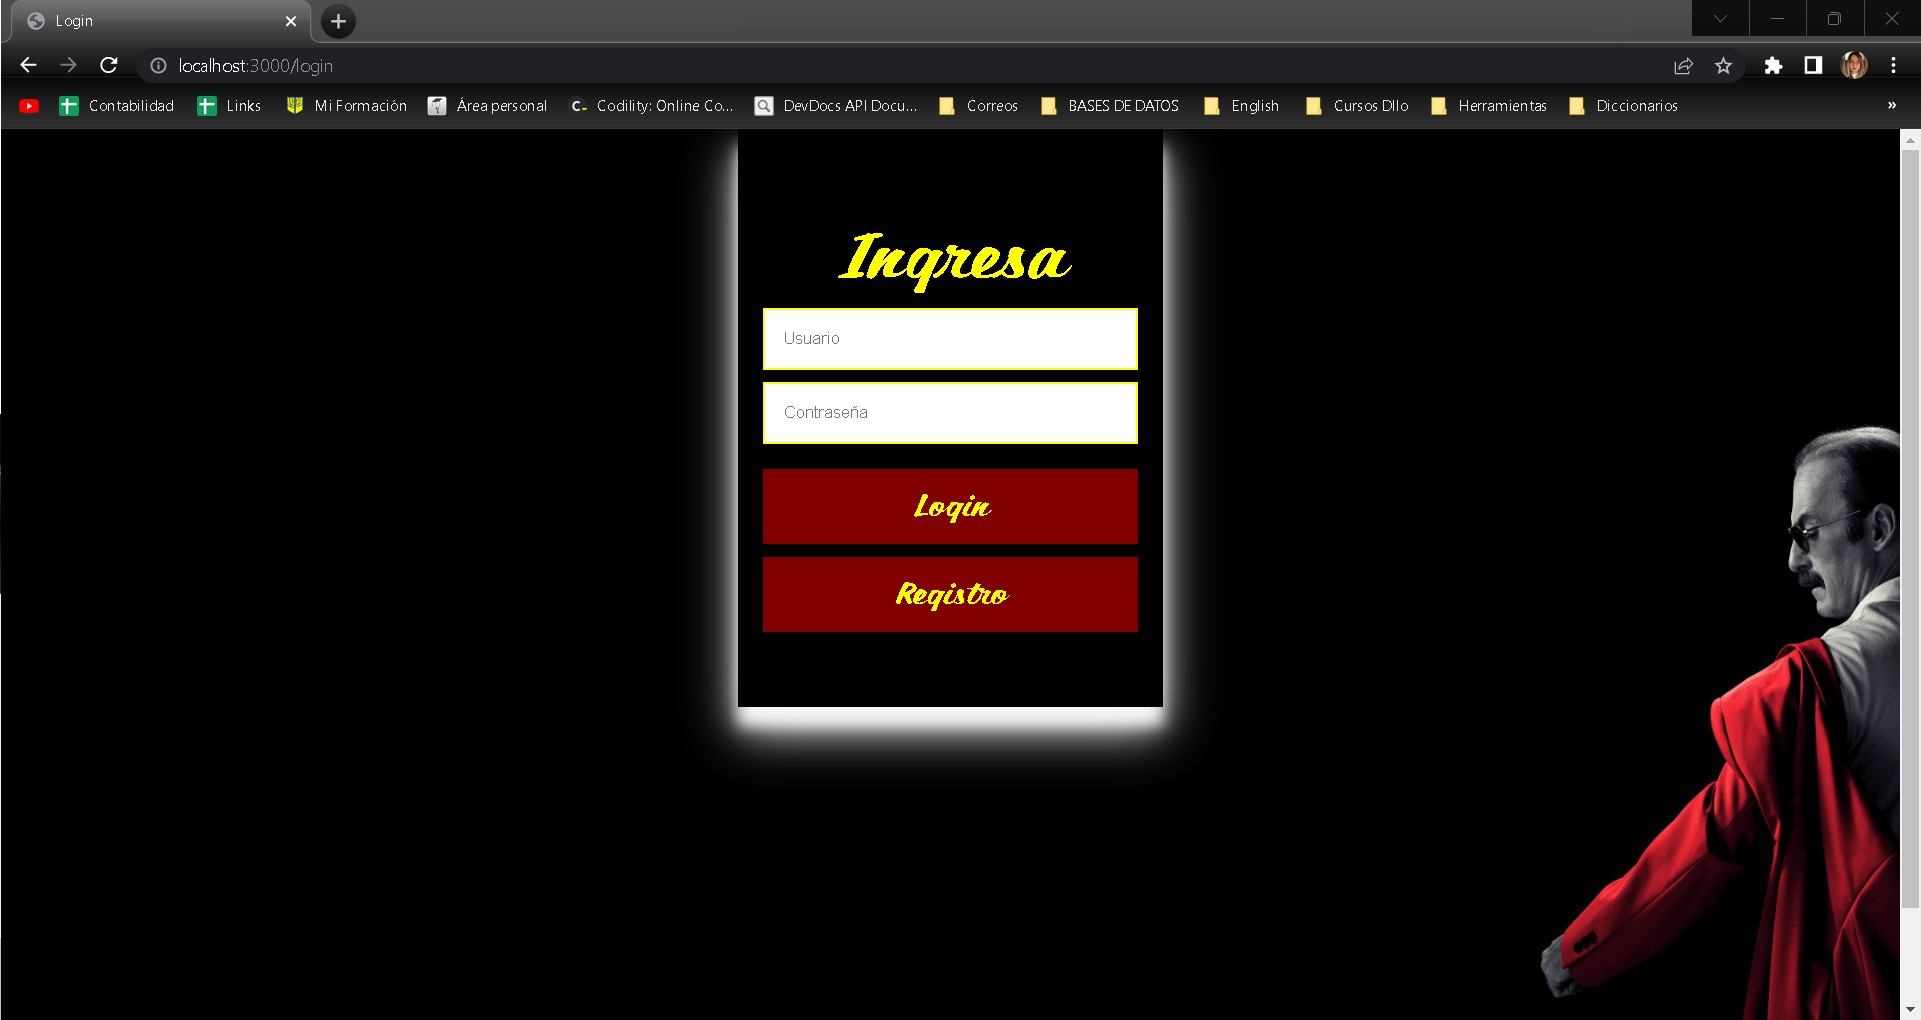 Login
localhost:3000/login
Contabilidad Links Mi Formación Área personal Codility: Online Co... DevDocs API Docu... Correos BASES DE DATOS English Cursos Dllo Herramientas Diccionarios »
Ingresa
Usuario
Contraseña
Login
Registro